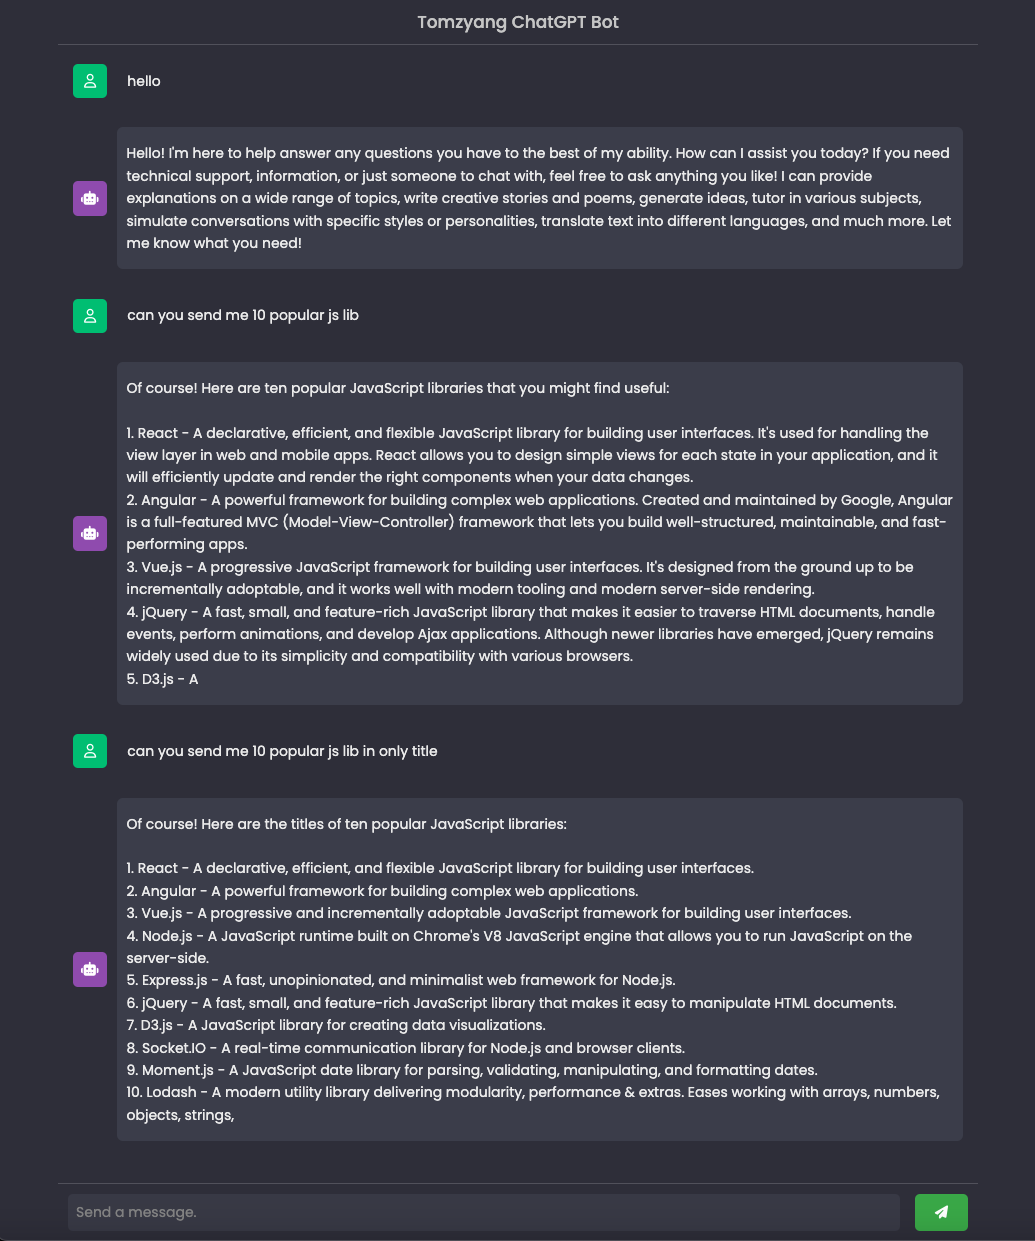 Tomzyang ChatGPT Bot
hello
Hello! I'm here to help answer any questions you have to the best of my ability. How can I assist you today? If you need
technical support, information, or just someone to chat with, feel free to ask anything you like! I can provide
explanations on a wide range of topics, write creative stories and poems, generate ideas, tutor in various subjects,
simulate conversations with specific styles or personalities, translate text into different languages, and much more. Let
me know what you need!
can you send me 10 popular js lib
Of course! Here are ten popular JavaScript libraries that you might find useful:
1. React - A declarative, efficient, and flexible JavaScript library for building user interfaces. It's used for handling the
view layer in web and mobile apps. React allows you to design simple views for each state in your application, and it
will efficiently update and render the right components when your data changes.
2. Angular - A powerful framework for building complex web applications. Created and maintained by Google, Angular
is a full-featured MVC (Model-View-Controller) framework that lets you build well-structured, maintainable, and fast-
performing apps.
3. Vue.js - A progressive JavaScript framework for building user interfaces. It's designed from the ground up to be
incrementally adoptable, and it works well with modern tooling and modern server-side rendering.
4. jQuery - A fast, small, and feature-rich JavaScript library that makes it easier to traverse HTML documents, handle
events, perform animations, and develop Ajax applications. Although newer libraries have emerged, jQuery remains
widely used due to its simplicity and compatibility with various browsers.
5. D3.js - A
can you send me 10 popular js lib in only title
Of course! Here are the titles of ten popular JavaScript libraries:
1. React - A declarative, efficient, and flexible JavaScript library for building user interfaces.
2. Angular - A powerful framework for building complex web applications.
3. Vue.js - A progressive and incrementally adoptable JavaScript framework for building user interfaces.
4. Node.js - A JavaScript runtime built on Chrome's V8 JavaScript engine that allows you to run JavaScript on the
server-side.
5. Express.js - A fast, unopinionated, and minimalist web framework for Node.js.
6. jQuery - A fast, small, and feature-rich JavaScript library that makes it easy to manipulate HTML documents.
7. D3.js - A JavaScript library for creating data visualizations.
8. Socket.IO - A real-time communication library for Node.js and browser clients.
9. Moment.js - A JavaScript date library for parsing, validating, manipulating, and formatting dates.
10. Lodash - A modern utility library delivering modularity, performance & extras. Eases working with arrays, numbers,
objects, strings,
Send a message.